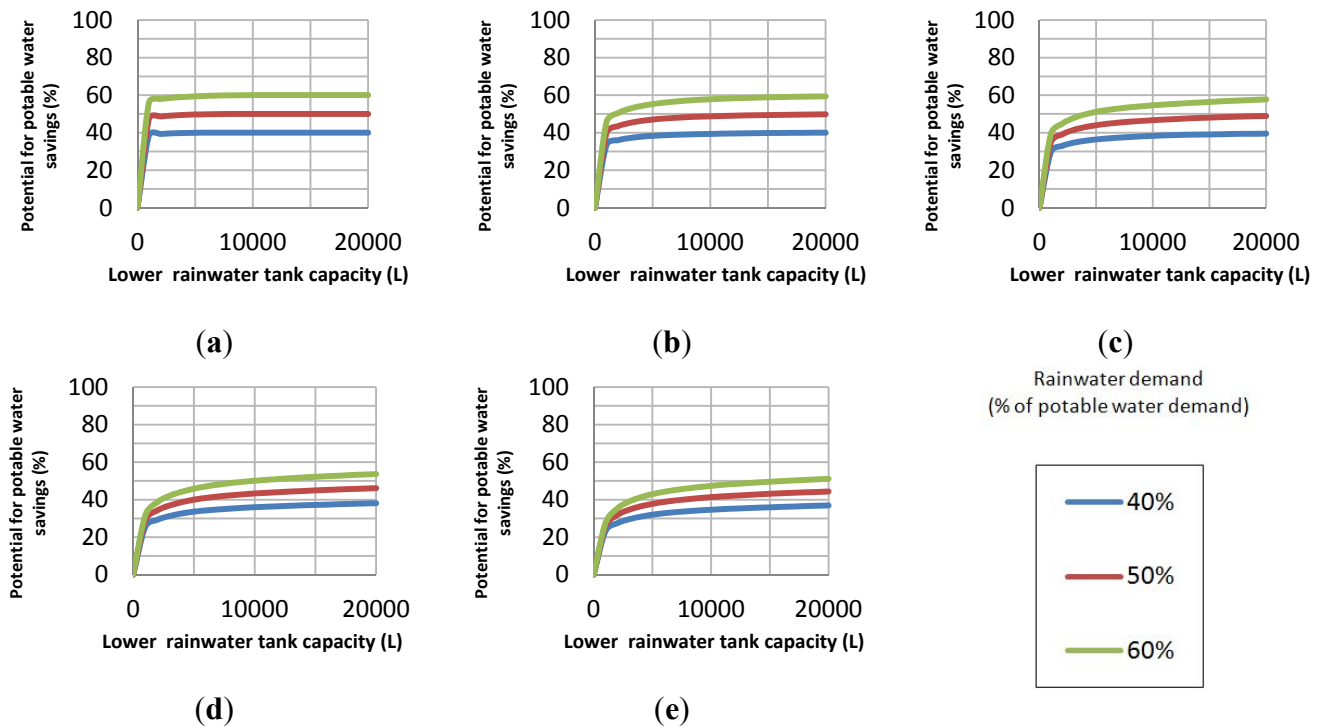 Potential for potable water
savings (%)
100
80
60
40
20
0
0 10000 20000
Lower rainwater tank capacity (L)
(a)
Potential for potable water
savings (%)
100
80
60
40
20
0
0 10000 20000
Lower rainwater tank capacity (L)
(b)
Potential for potable water
savings (%)
100
80
60
40
20
0
0 10000 20000
Lower rainwater tank capacity (L)
(c)
Potential for potable water
savings (%)
100
80
60
40
20
0
0 10000 20000
Lower rainwater tank capacity (L)
(d)
Potential for potable water
savings (%)
100
80
60
40
20
0
0 10000 20000
Lower rainwater tank capacity (L)
(e)
Rainwater demand
(% of potable water demand)
40%
50%
60%